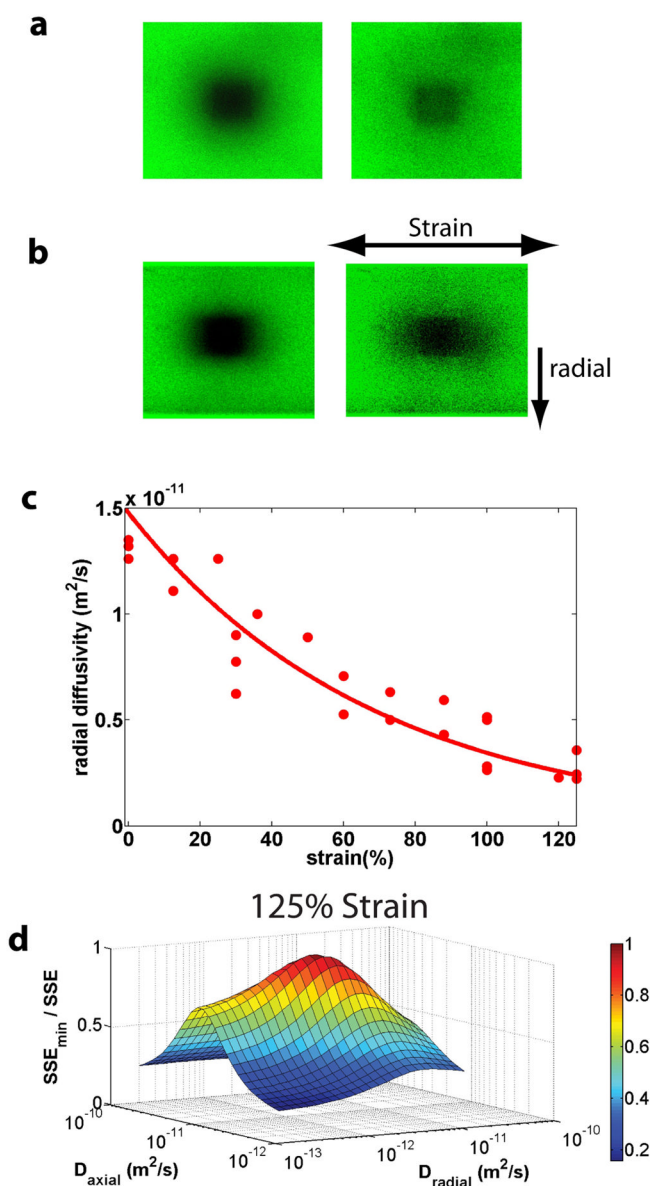 a
Strain
b
radial
c
1.5 x 10^-11
1
0.5
0
radial diffusivity (m^2/s)
0 20 40 60 80 100 120
strain(%)
125% Strain
d
1
0.5
0
SSE_min / SSE
10^-10
10^-11
10^-12
D_axial (m^2/s)
10^-13
10^-12
10^-11
10^-10
D_radial (m^2/s)
1
0.8
0.6
0.4
0.2